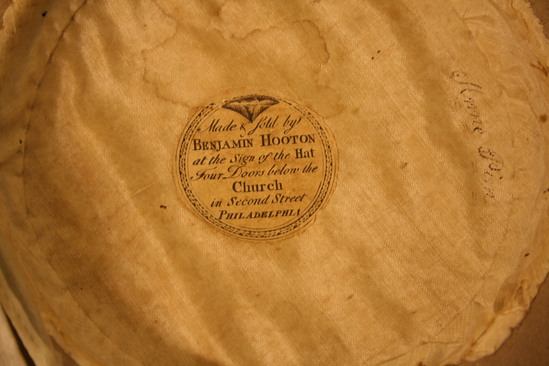 Made & sold by
BENJAMIN HOOTON
at the Sign of the Hat
Four Doors below the
Church
in Second Street
PHILADELPHIA